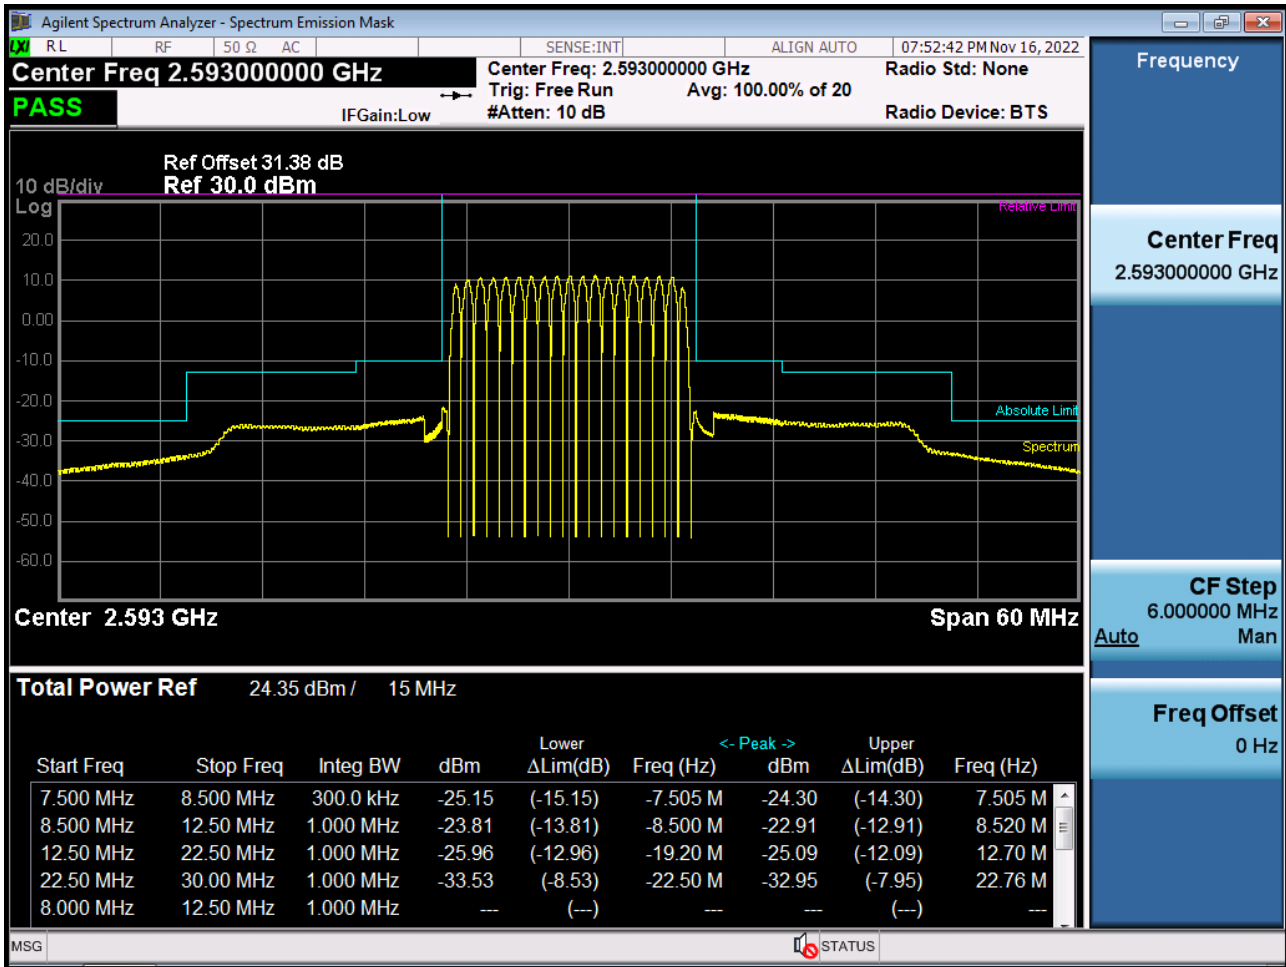 Agilent Spectrum Analyzer - Spectrum Emission Mask
LXI RL RF 50 Ω AC SENSE:INT ALIGN AUTO 07:52:42 PM Nov 16, 2022
Center Freq 2.593000000 GHz
Center Freq: 2.593000000 GHz
Radio Std: None
Trig: Free Run
Avg: 100.00% of 20
PASS
IFGain:Low
#Atten: 10 dB
Radio Device: BTS
Ref Offset 31.38 dB
10 dB/div
Ref 30.0 dBm
Log
Relative Limit
20.0
10.0
0.00
-10.0
-20.0
Absolute Limit
-30.0
Spectrum
-40.0
-50.0
-60.0
Center 2.593 GHz
Span 60 MHz
Total Power Ref 24.35 dBm / 15 MHz
Lower <- Peak -> Upper
Start Freq Stop Freq Integ BW dBm ΔLim(dB) Freq (Hz) dBm ΔLim(dB) Freq (Hz)
7.500 MHz 8.500 MHz 300.0 kHz -25.15 (-15.15) -7.505 M -24.30 (-14.30) 7.505 M
8.500 MHz 12.50 MHz 1.000 MHz -23.81 (-13.81) -8.500 M -22.91 (-12.91) 8.520 M
12.50 MHz 22.50 MHz 1.000 MHz -25.96 (-12.96) -19.20 M -25.09 (-12.09) 12.70 M
22.50 MHz 30.00 MHz 1.000 MHz -33.53 (-8.53) -22.50 M -32.95 (-7.95) 22.76 M
8.000 MHz 12.50 MHz 1.000 MHz --- (---) --- --- (---) ---
MSG
STATUS
Frequency
Center Freq
2.593000000 GHz
CF Step
6.000000 MHz
Auto Man
Freq Offset
0 Hz